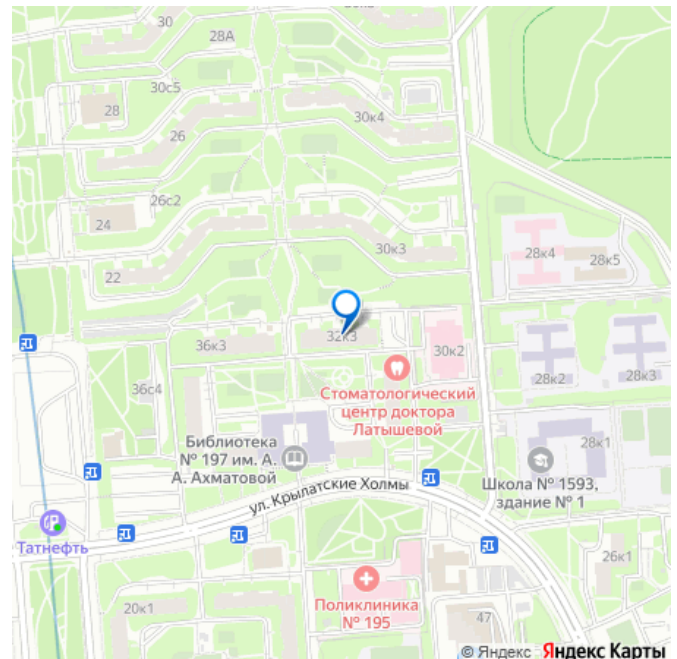 30
28А
30с5
28
30к4
26
26с2
24
30к3
28к4
28к5
22
32к3
36к3
30к2
36с4
28к2
28к3
Стоматологический
центр доктора
Латышевой
28к1
Библиотека
№ 197 им. А.
А. Ахматовой
ул. Крылатские Холмы
Школа № 1593,
здание № 1
Татнефть
26к1
20к1
Поликлиника
№ 195
47
© Яндекс Яндекс Карты